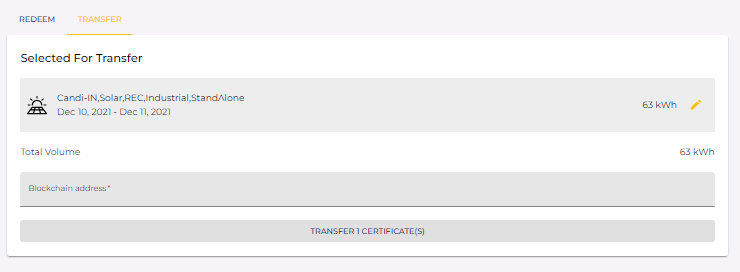 REDEEM
TRANSFER
Selected For Transfer
Candi-IN,Solar,REC,Industrial,StandAlone
63 kWh
Dec 10, 2021 - Dec 11, 2021
Total Volume
63 kWh
Blockchain address*
TRANSFER 1 CERTIFICATE(S)